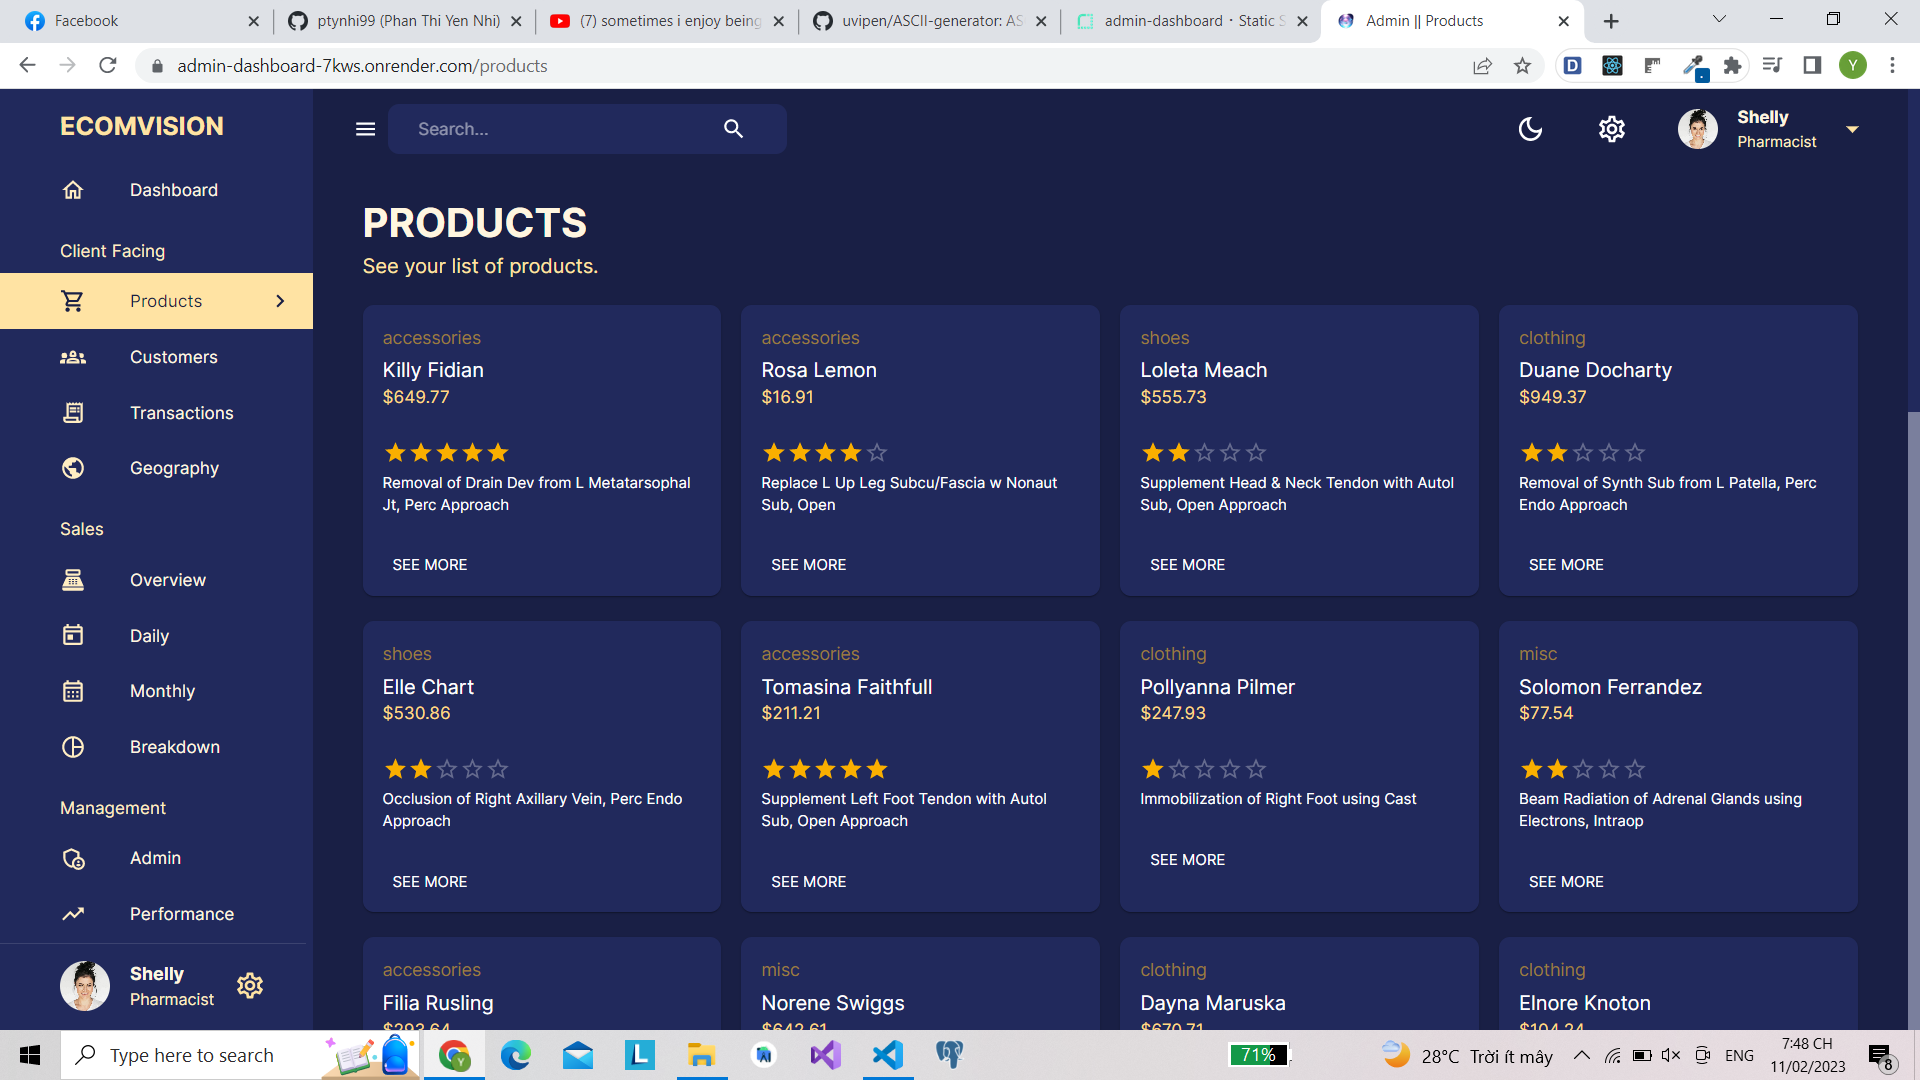 Facebook
ptynhi99 (Phan Thi Yen Nhi)
(7) sometimes i enjoy being
uvipen/ASCII-generator: AS
admin-dashboard · Static S
Admin || Products
admin-dashboard-7kws.onrender.com/products
D
Y
ECOMVISION
Search...
Shelly
Pharmacist
Dashboard
Client Facing
Products
Customers
Transactions
Geography
Sales
Overview
Daily
Monthly
Breakdown
Management
Admin
Performance
Shelly
Pharmacist
PRODUCTS
See your list of products.
accessories
Killy Fidian
$649.77
Removal of Drain Dev from L Metatarsophal
Jt, Perc Approach
SEE MORE
accessories
Rosa Lemon
$16.91
Replace L Up Leg Subcu/Fascia w Nonaut
Sub, Open
SEE MORE
shoes
Loleta Meach
$555.73
Supplement Head & Neck Tendon with Autol
Sub, Open Approach
SEE MORE
clothing
Duane Docharty
$949.37
Removal of Synth Sub from L Patella, Perc
Endo Approach
SEE MORE
shoes
Elle Chart
$530.86
Occlusion of Right Axillary Vein, Perc Endo
Approach
SEE MORE
accessories
Tomasina Faithfull
$211.21
Supplement Left Foot Tendon with Autol
Sub, Open Approach
SEE MORE
clothing
Pollyanna Pilmer
$247.93
Immobilization of Right Foot using Cast
SEE MORE
misc
Solomon Ferrandez
$77.54
Beam Radiation of Adrenal Glands using
Electrons, Intraop
SEE MORE
accessories
Filia Rusling
$293.64
misc
Norene Swiggs
$642.61
clothing
Dayna Maruska
$670.71
clothing
Elnore Knoton
$104.24
Type here to search
Y
L
71%
28°C Trời ít mây
ENG
7:48 CH
11/02/2023
8